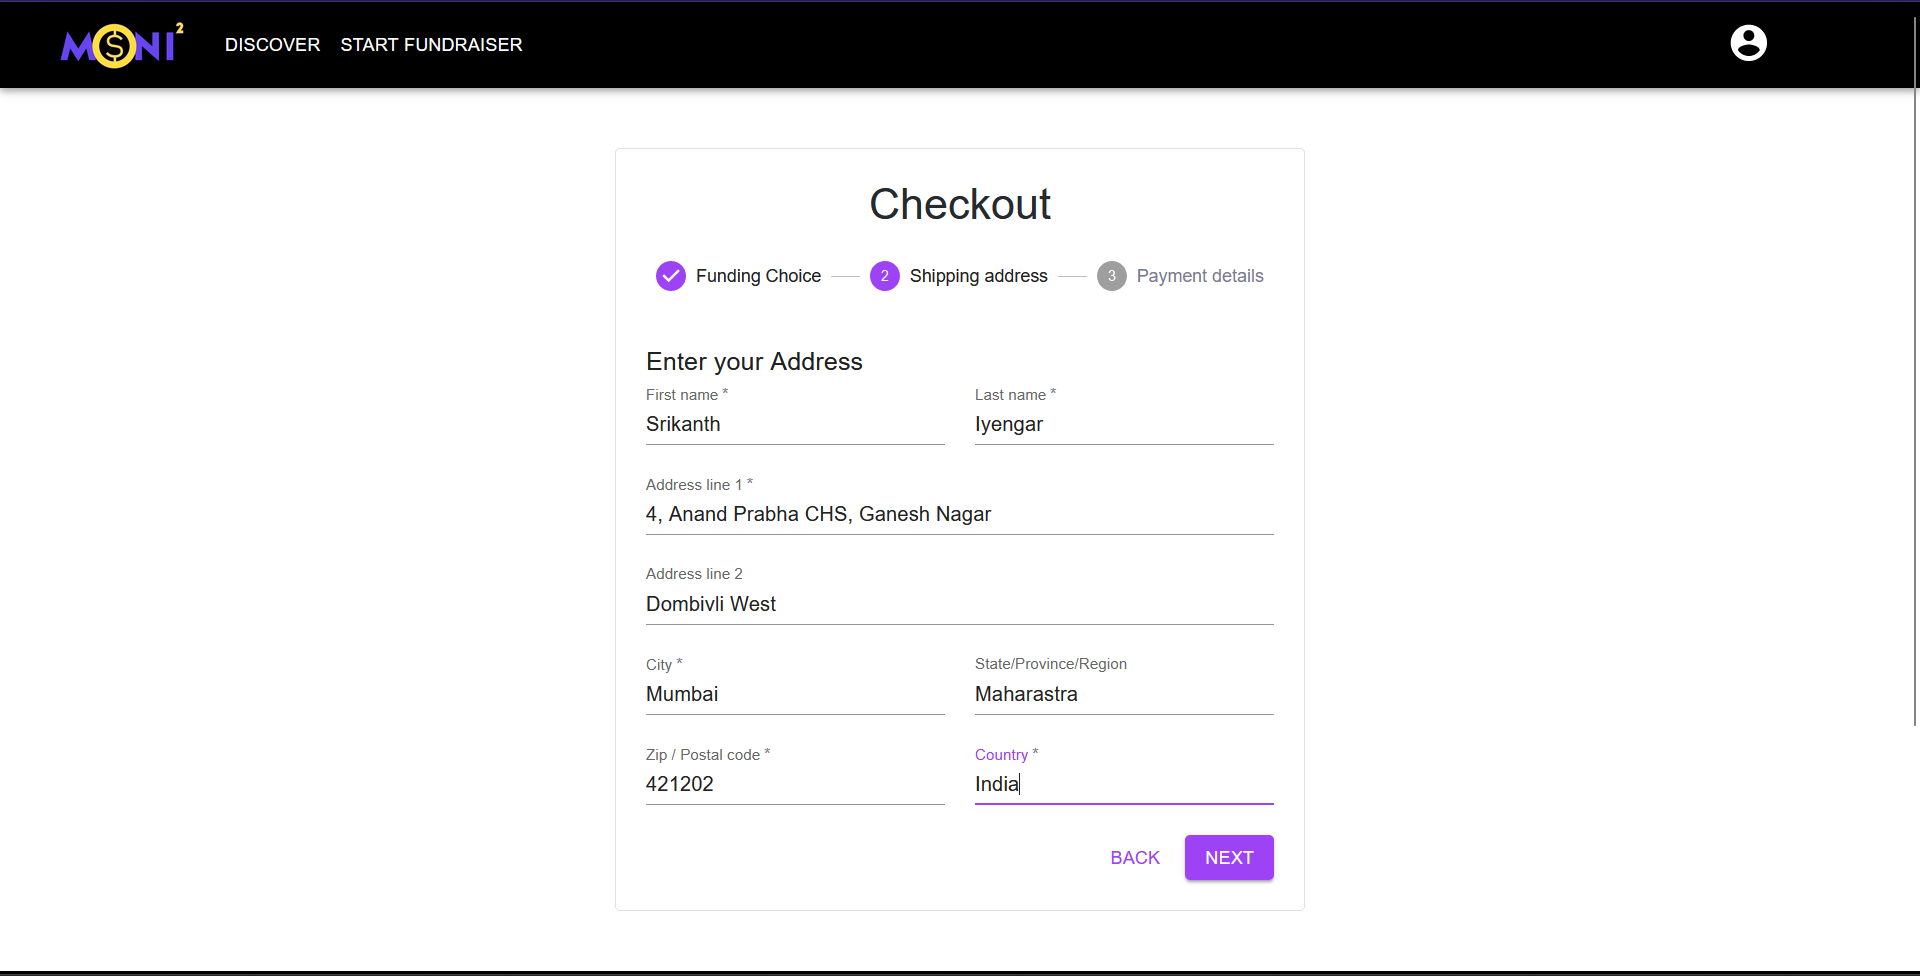 M$NI² DISCOVER START FUNDRAISER
Checkout
Funding Choice 2 Shipping address 3 Payment details
Enter your Address
First name * Last name *
Srikanth Iyengar
Address line 1 *
4, Anand Prabha CHS, Ganesh Nagar
Address line 2
Dombivli West
City * State/Province/Region
Mumbai Maharastra
Zip / Postal code * Country *
421202 India
BACK NEXT